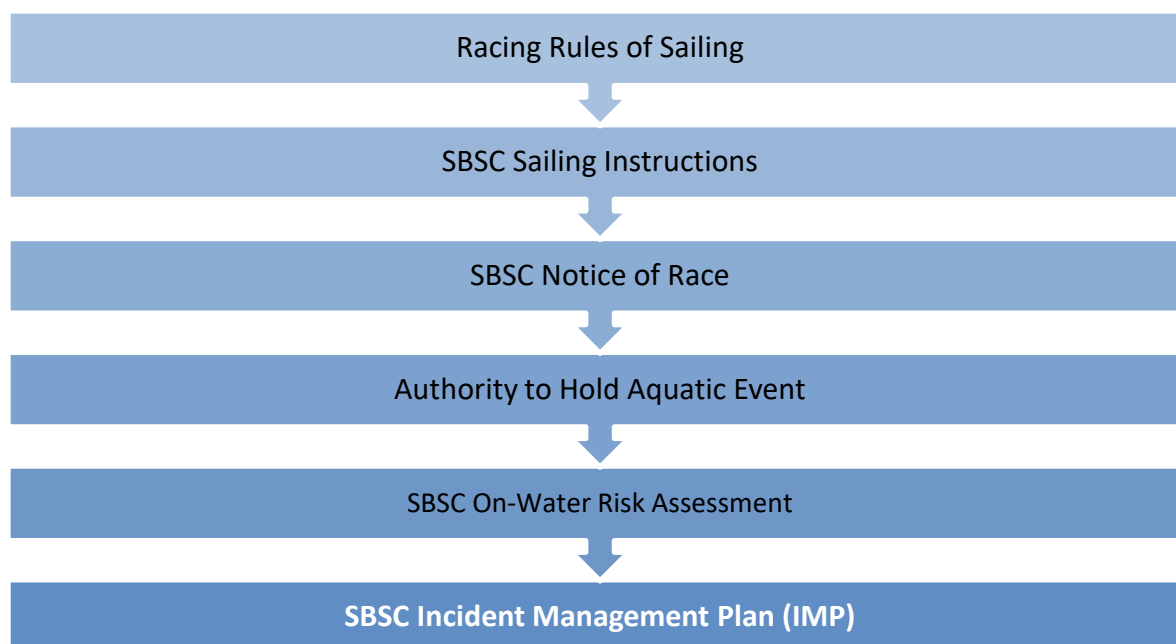 Racing Rules of Sailing
SBSC Sailing Instructions
SBSC Notice of Race
Authority to Hold Aquatic Event
SBSC On-Water Risk Assessment
SBSC Incident Management Plan (IMP)